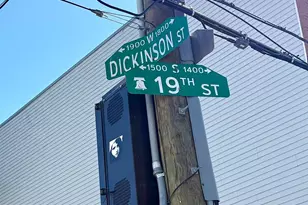 ←1900 W 1800→
DICKINSON ST
←1500 S 1400→
19TH ST